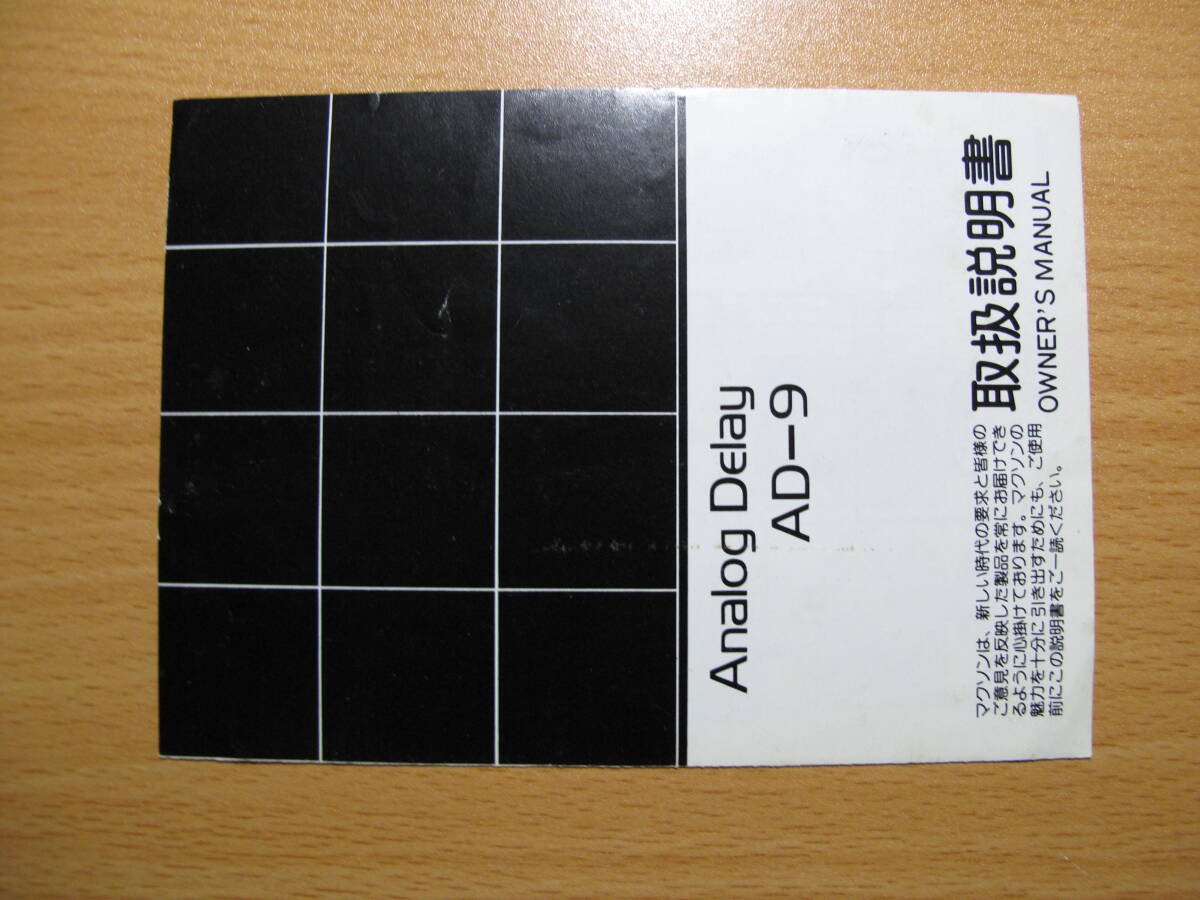 Analog Delay
AD-9
取扱説明書
OWNER'S MANUAL
マクソンは、新しい時代の要求と皆様の
ご意見を反映した製品を常にお届けでき
るように心掛けております。マクソンの
魅力を十分に引き出すためにも、ご使用
前にこの説明書をご一読ください。